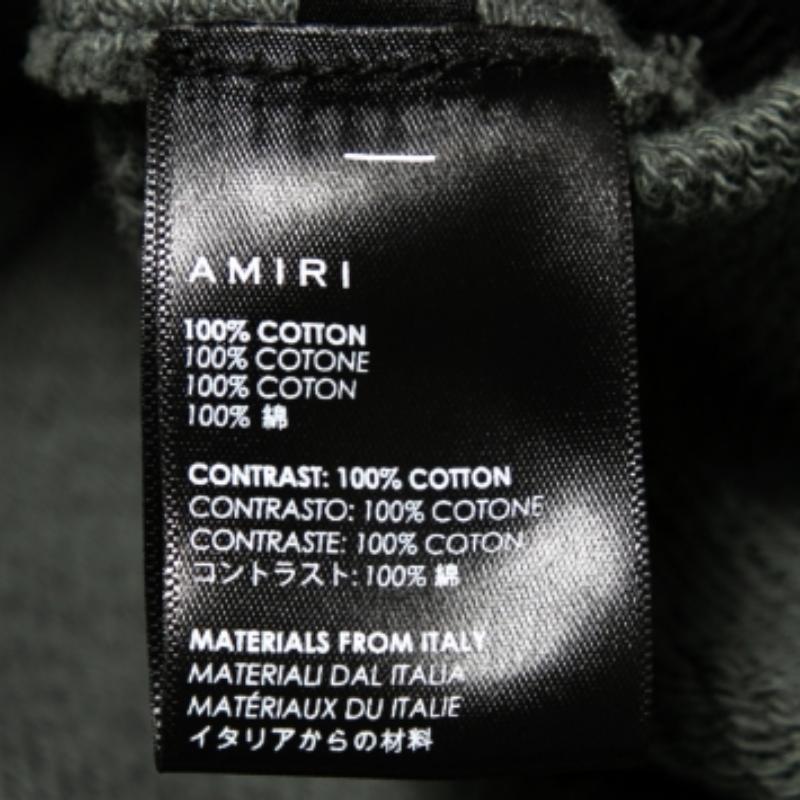 AMIRI
100% COTTON
100% COTONE
100% COTON
100% 綿
CONTRAST: 100% COTTON
CONTRASTO: 100% COTONE
CONTRASTE: 100% COTON
コントラスト: 100% 綿
MATERIALS FROM ITALY
MATERIALI DAL ITALIA
MATÉRIAUX DU ITALIE
イタリアからの材料